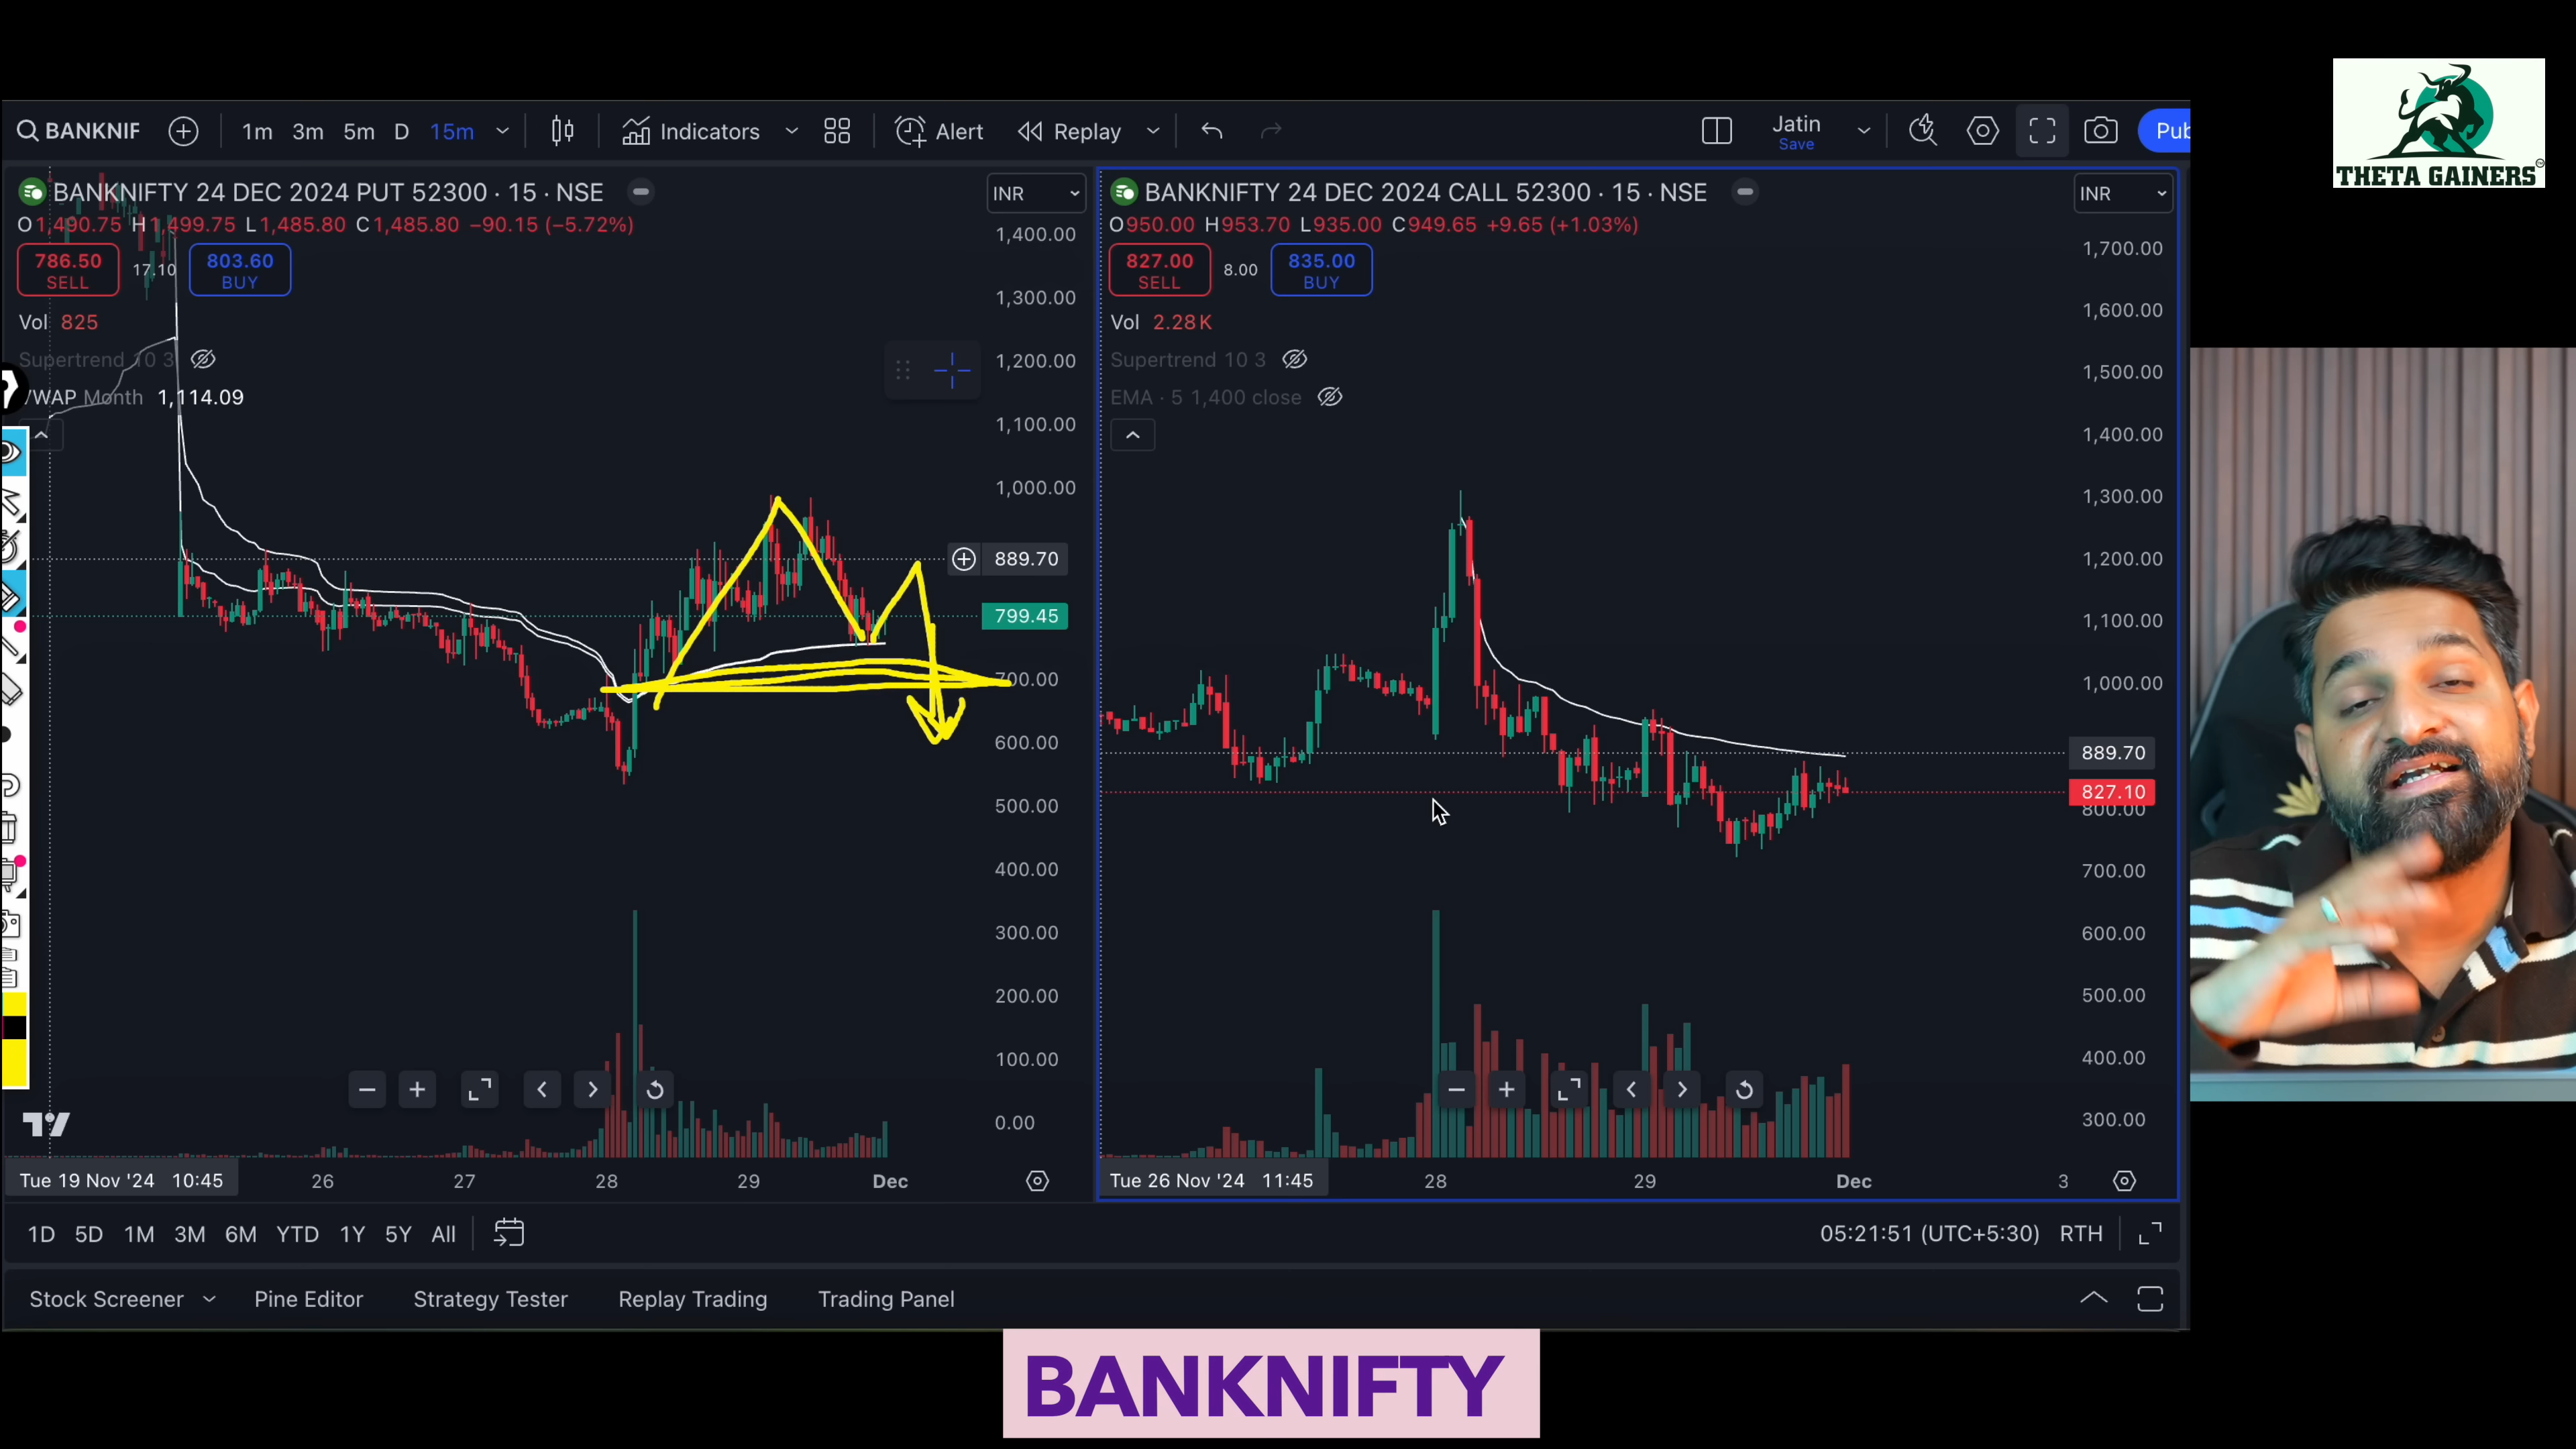 THETA GAINERS
BANKNIF 1m 3m 5m D 15m Indicators Alert Replay Jatin Save Pub
BANKNIFTY 24 DEC 2024 PUT 52300 · 15 · NSE INR
O1,490.75 H1,499.75 L1,485.80 C1,485.80 −90.15 (−5.72%)
786.50 SELL 17.10 803.60 BUY
Vol 825
Supertrend 10 3
VWAP Month 1,114.09
1,400.00
1,300.00
1,200.00
1,100.00
1,000.00
889.70
799.45
700.00
600.00
500.00
400.00
300.00
200.00
100.00
0.00
Tue 19 Nov '24 10:45 26 27 28 29 Dec
BANKNIFTY 24 DEC 2024 CALL 52300 · 15 · NSE INR
O950.00 H953.70 L935.00 C949.65 +9.65 (+1.03%)
827.00 SELL 8.00 835.00 BUY
Vol 2.28K
Supertrend 10 3
EMA · 5 1,400 close
1,700.00
1,600.00
1,500.00
1,400.00
1,300.00
1,200.00
1,100.00
1,000.00
889.70
827.10
800.00
700.00
600.00
500.00
400.00
300.00
Tue 26 Nov '24 11:45 28 29 Dec 3
1D 5D 1M 3M 6M YTD 1Y 5Y All 05:21:51 (UTC+5:30) RTH
Stock Screener Pine Editor Strategy Tester Replay Trading Trading Panel
BANKNIFTY